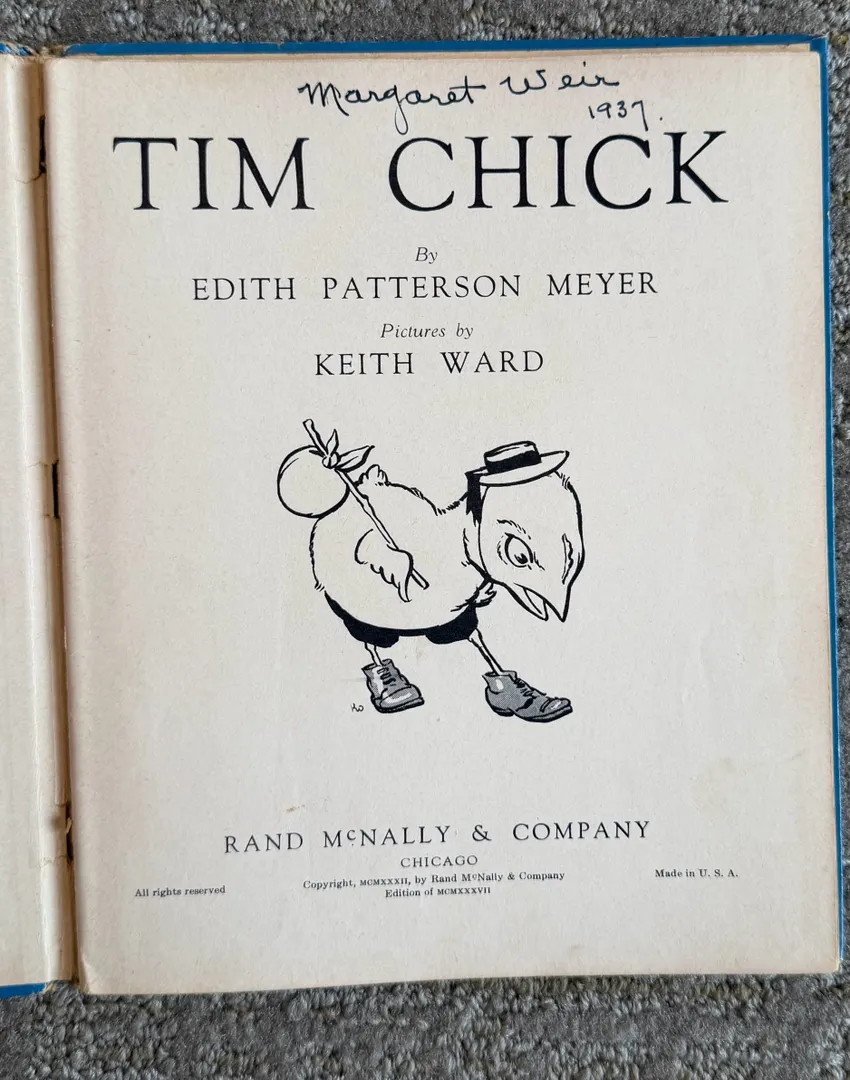 Margaret Weir
1937.
TIM CHICK
By
EDITH PATTERSON MEYER
Pictures by
KEITH WARD
KW
RAND McNALLY & COMPANY
CHICAGO
All rights reserved
Copyright, MCMXXXII, by Rand McNally & Company
Edition of MCMXXXVII
Made in U. S. A.